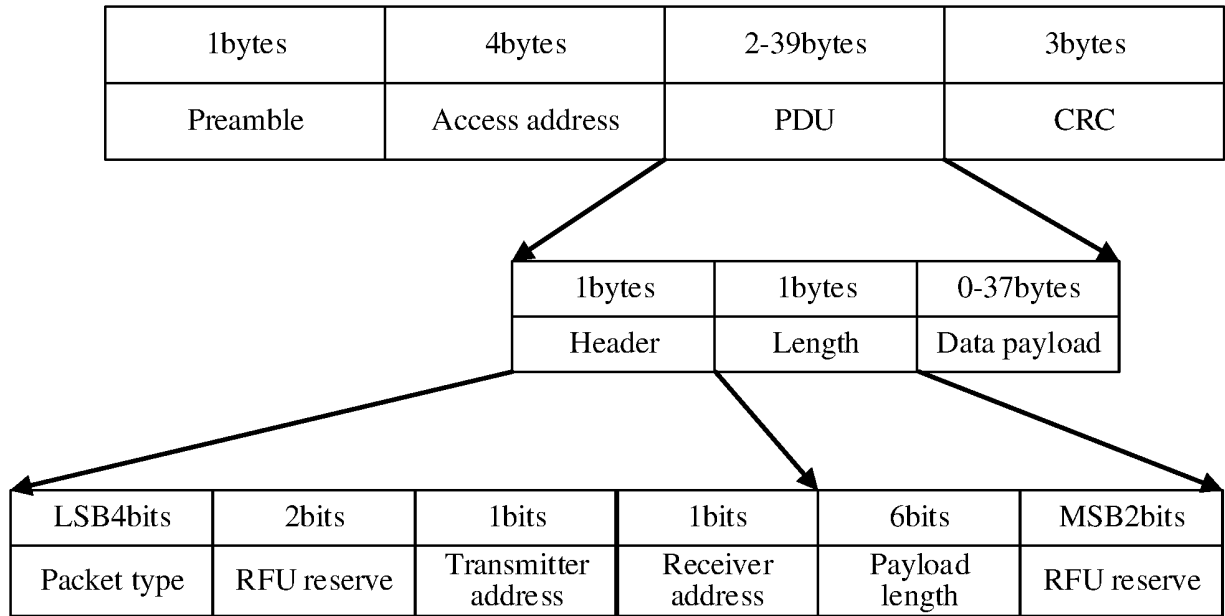 1bytes 4bytes 2-39bytes 3bytes
Preamble Access address PDU CRC
1bytes 1bytes 0-37bytes
Header Length Data payload
LSB4bits 2bits 1bits 1bits 6bits MSB2bits
Packet type RFU reserve Transmitter address Receiver address Payload length RFU reserve